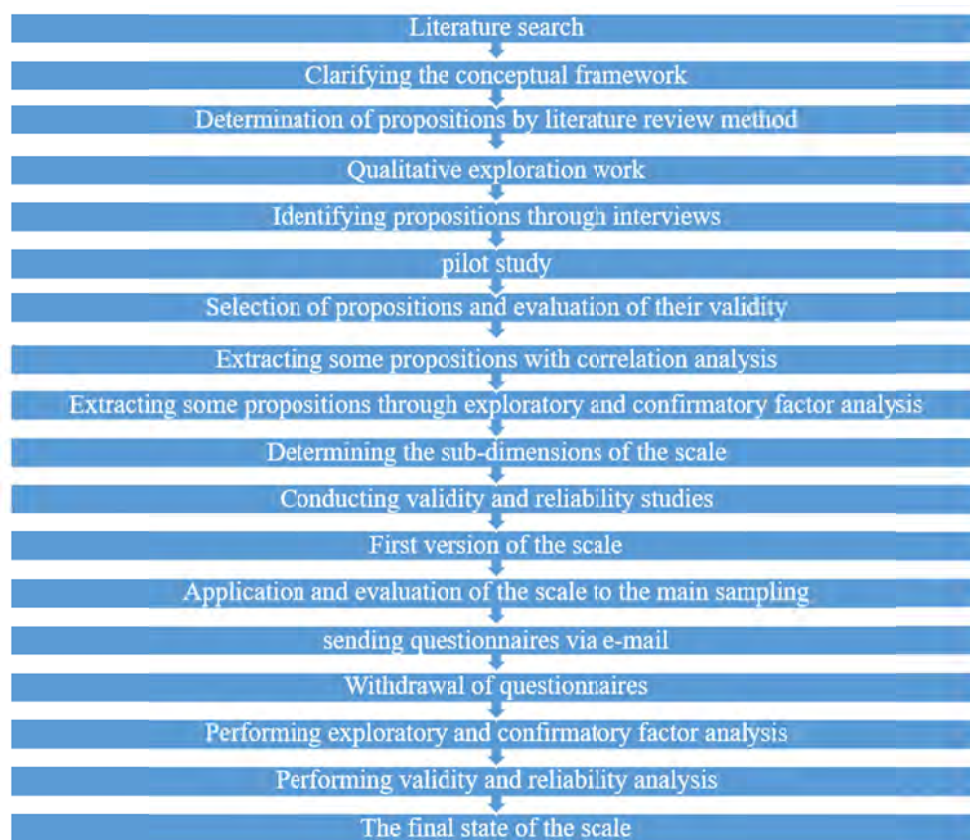 Literature search
Clarifying the conceptual framework
Determination of propositions by literature review method
Qualitative exploration work
Identifying propositions through interviews
pilot study
Selection of propositions and evaluation of their validity
Extracting some propositions with correlation analysis
Extracting some propositions through exploratory and confirmatory factor analysis
Determining the sub-dimensions of the scale
Conducting validity and reliability studies
First version of the scale
Application and evaluation of the scale to the main sampling
sending questionnaires via e-mail
Withdrawal of questionnaires
Performing exploratory and confirmatory factor analysis
Performing validity and reliability analysis
The final state of the scale